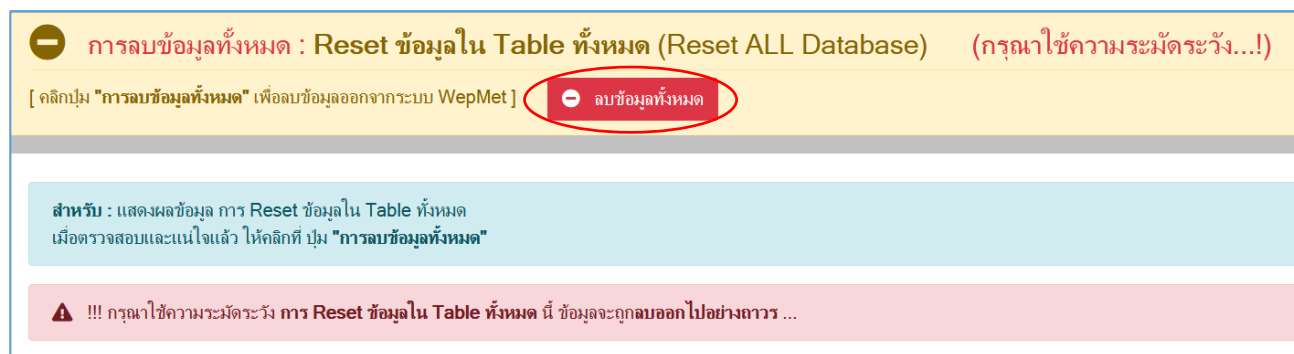 การลบข้อมูลทั้งหมด : Reset ข้อมูลใน Table ทั้งหมด (Reset ALL Database) (กรุณาใช้ความระมัดระวัง...!)
[ คลิกปุ่ม "การลบข้อมูลทั้งหมด" เพื่อลบข้อมูลออกจากระบบ WepMet ] ลบข้อมูลทั้งหมด
สำหรับ : แสดงผลข้อมูล การ Reset ข้อมูลใน Table ทั้งหมด
เมื่อตรวจสอบและแน่ใจแล้ว ให้คลิกที่ ปุ่ม "การลบข้อมูลทั้งหมด"
!!! กรุณาใช้ความระมัดระวัง การ Reset ข้อมูลใน Table ทั้งหมด นี้ ข้อมูลจะถูกลบออกไปอย่างถาวร ...